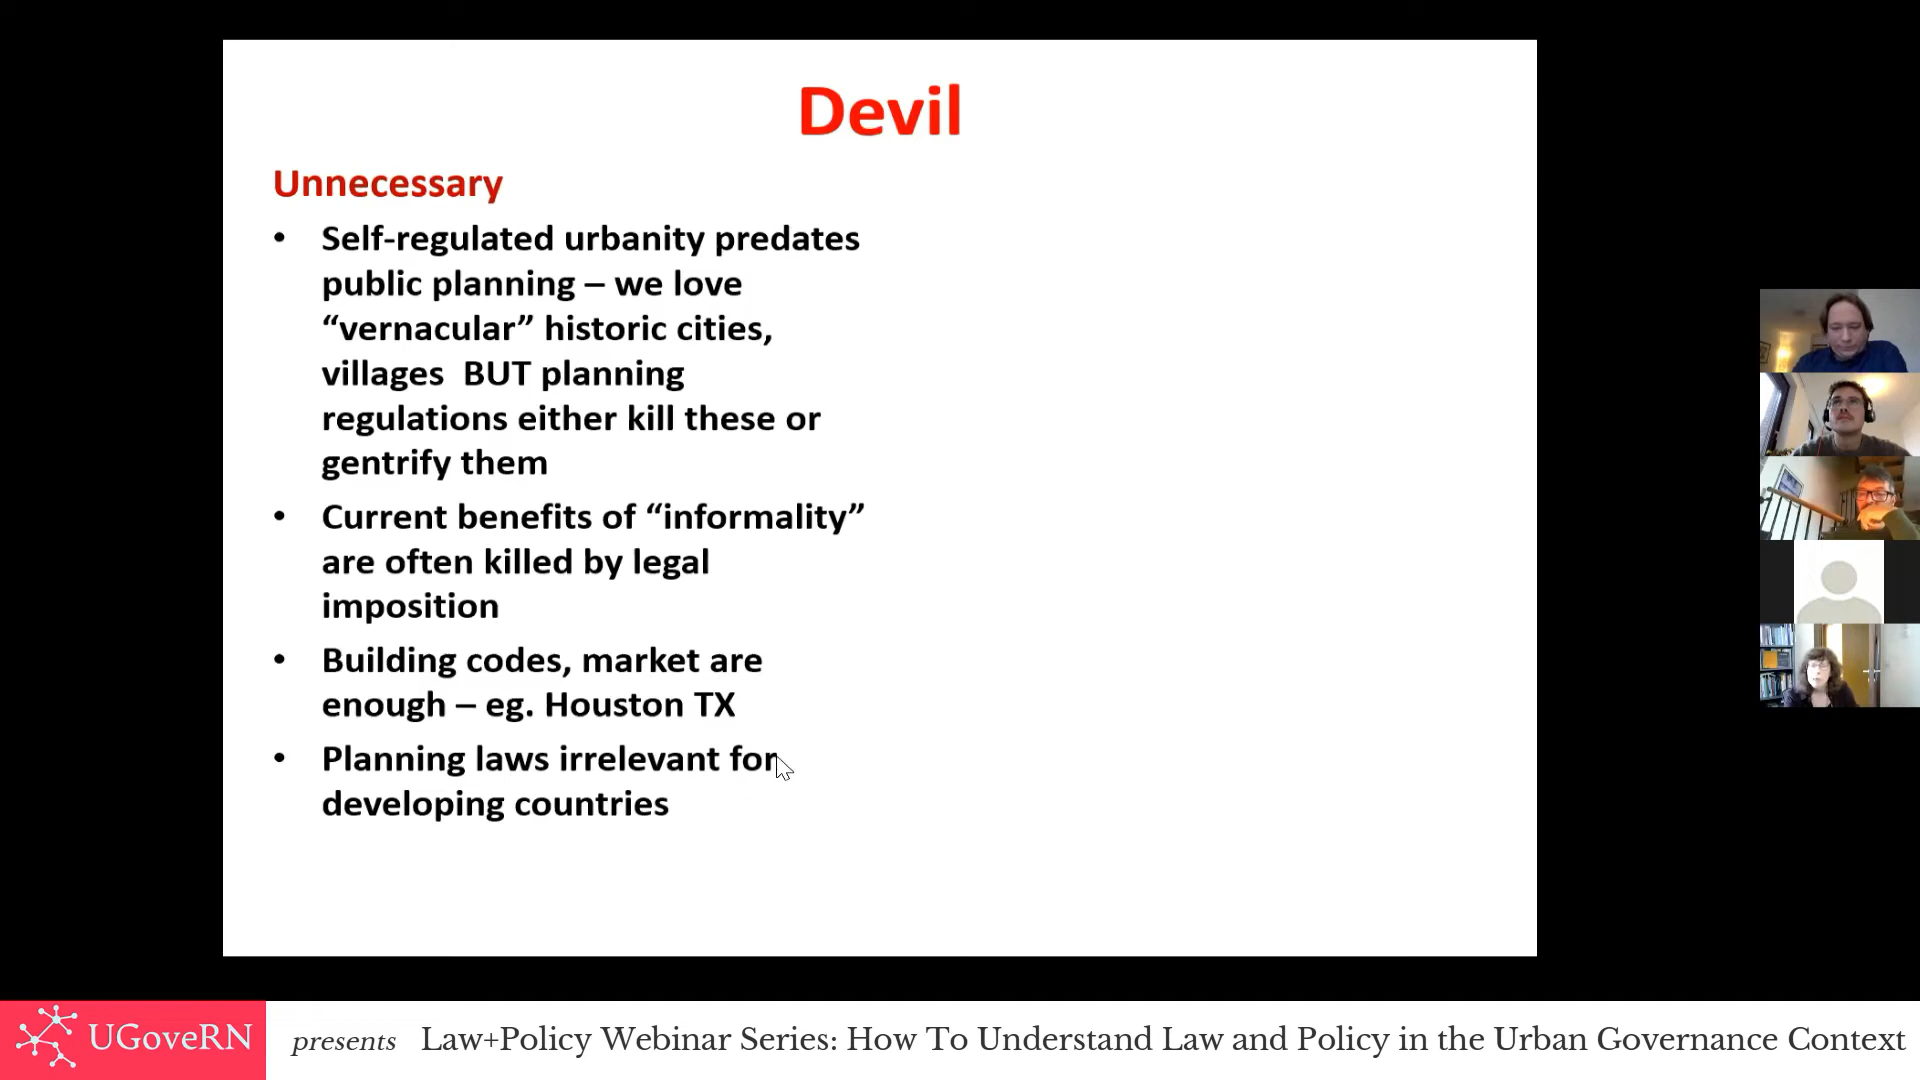 Devil
Unnecessary
• Self-regulated urbanity predates
public planning – we love
“vernacular” historic cities,
villages  BUT planning
regulations either kill these or
gentrify them
• Current benefits of “informality”
are often killed by legal
imposition
• Building codes, market are
enough – eg. Houston TX
• Planning laws irrelevant for
developing countries
UGoveRN presents Law+Policy Webinar Series: How To Understand Law and Policy in the Urban Governance Context